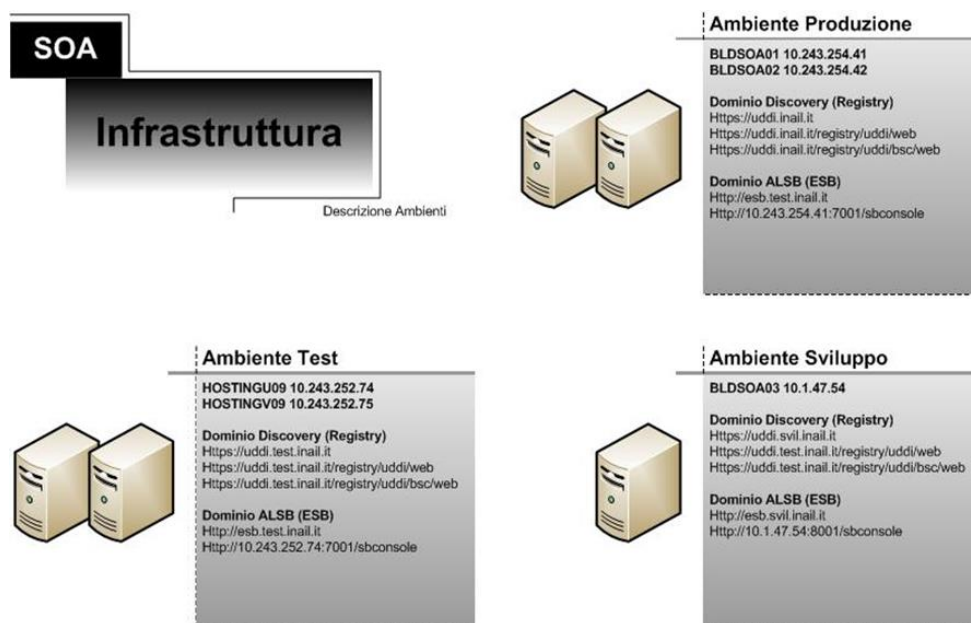 SOA
Infrastruttura
Descrizione Ambienti
Ambiente Produzione
BLDSOA01 10.243.254.41
BLDSOA02 10.243.254.42
Dominio Discovery (Registry)
Https://uddi.inail.it
Https://uddi.inail.it/registry/uddi/web
Https://uddi.inail.it/registry/uddi/bsc/web
Dominio ALSB (ESB)
Http://esb.test.inail.it
Http://10.243.254.41:7001/sbconsole
Ambiente Test
HOSTINGU09 10.243.252.74
HOSTINGV09 10.243.252.75
Dominio Discovery (Registry)
Https://uddi.test.inail.it
Https://uddi.test.inail.it/registry/uddi/web
Https://uddi.test.inail.it/registry/uddi/bsc/web
Dominio ALSB (ESB)
Http://esb.test.inail.it
Http://10.243.252.74:7001/sbconsole
Ambiente Sviluppo
BLDSOA03 10.1.47.54
Dominio Discovery (Registry)
Https://uddi.svil.inail.it
Https://uddi.test.inail.it/registry/uddi/web
Https://uddi.test.inail.it/registry/uddi/bsc/web
Dominio ALSB (ESB)
Http://esb.svil.inail.it
Http://10.1.47.54:8001/sbconsole